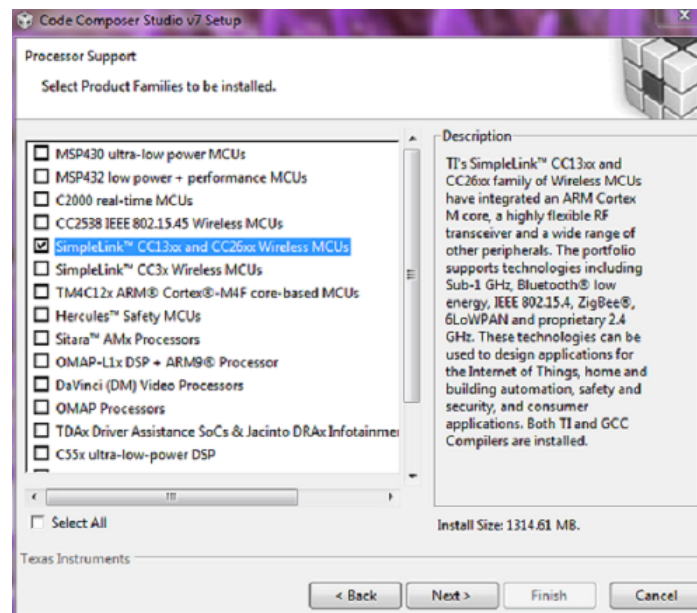 Code Composer Studio v7 Setup
Processor Support
Select Product Families to be installed.
MSP430 ultra-low power MCUs
MSP432 low power + performance MCUs
C2000 real-time MCUs
CC2538 IEEE 802.15.45 Wireless MCUs
SimpleLink™ CC13xx and CC26xx Wireless MCUs
SimpleLink™ CC3x Wireless MCUs
TM4C12x ARM® Cortex®-M4F core-based MCUs
Hercules™ Safety MCUs
Sitara™ AMx Processors
OMAP-L1x DSP + ARM9® Processor
DaVinci (DM) Video Processors
OMAP Processors
TDAx Driver Assistance SoCs & Jacinto DRAx Infotainme
C55x ultra-low-power DSP
Select All
Description
TI's SimpleLink™ CC13xx and
CC26xx family of Wireless MCUs
have integrated an ARM Cortex
M core, a highly flexible RF
transceiver and a wide range of
other peripherals. The portfolio
supports technologies including
Sub-1 GHz, Bluetooth® low
energy, IEEE 802.15.4, ZigBee®,
6LoWPAN and proprietary 2.4
GHz. These technologies can be
used to design applications for
the Internet of Things, home and
building automation, safety and
security, and consumer
applications. Both TI and GCC
Compilers are installed.
Install Size: 1314.61 MB.
Texas Instruments
< Back
Next >
Finish
Cancel